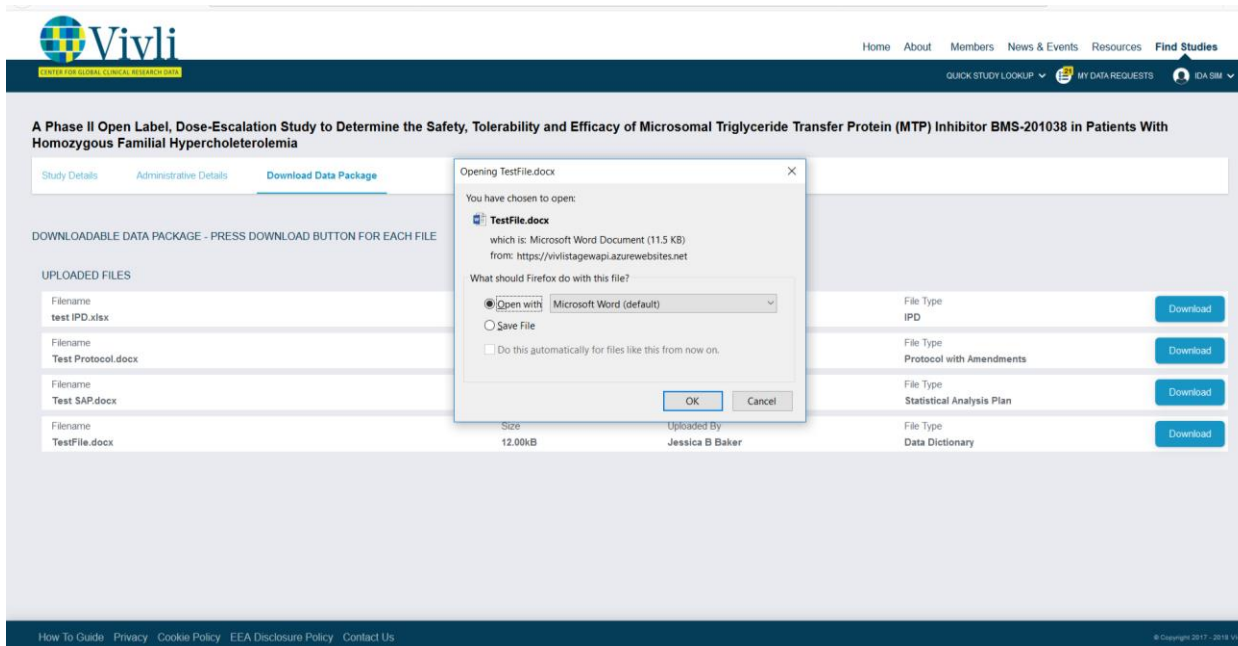 Vivli
CENTER FOR GLOBAL CLINICAL RESEARCH DATA
Home About Members News & Events Resources Find Studies
QUICK STUDY LOOKUP 21 MY DATA REQUESTS IDA SIM
A Phase II Open Label, Dose-Escalation Study to Determine the Safety, Tolerability and Efficacy of Microsomal Triglyceride Transfer Protein (MTP) Inhibitor BMS-201038 in Patients With
Homozygous Familial Hypercholeterolemia
Study Details Administrative Details Download Data Package
DOWNLOADABLE DATA PACKAGE - PRESS DOWNLOAD BUTTON FOR EACH FILE
UPLOADED FILES
Filename File Type
test IPD.xlsx IPD Download
Filename File Type
Test Protocol.docx Protocol with Amendments Download
Filename File Type
Test SAP.docx Statistical Analysis Plan Download
Filename Size Uploaded By File Type
TestFile.docx 12.00kB Jessica B Baker Data Dictionary Download
Opening TestFile.docx
You have chosen to open:
TestFile.docx
which is: Microsoft Word Document (11.5 KB)
from: https://vivlistagewapi.azurewebsites.net
What should Firefox do with this file?
Open with Microsoft Word (default)
Save File
Do this automatically for files like this from now on.
OK Cancel
How To Guide Privacy Cookie Policy EEA Disclosure Policy Contact Us
© Copyright 2017 - 2018